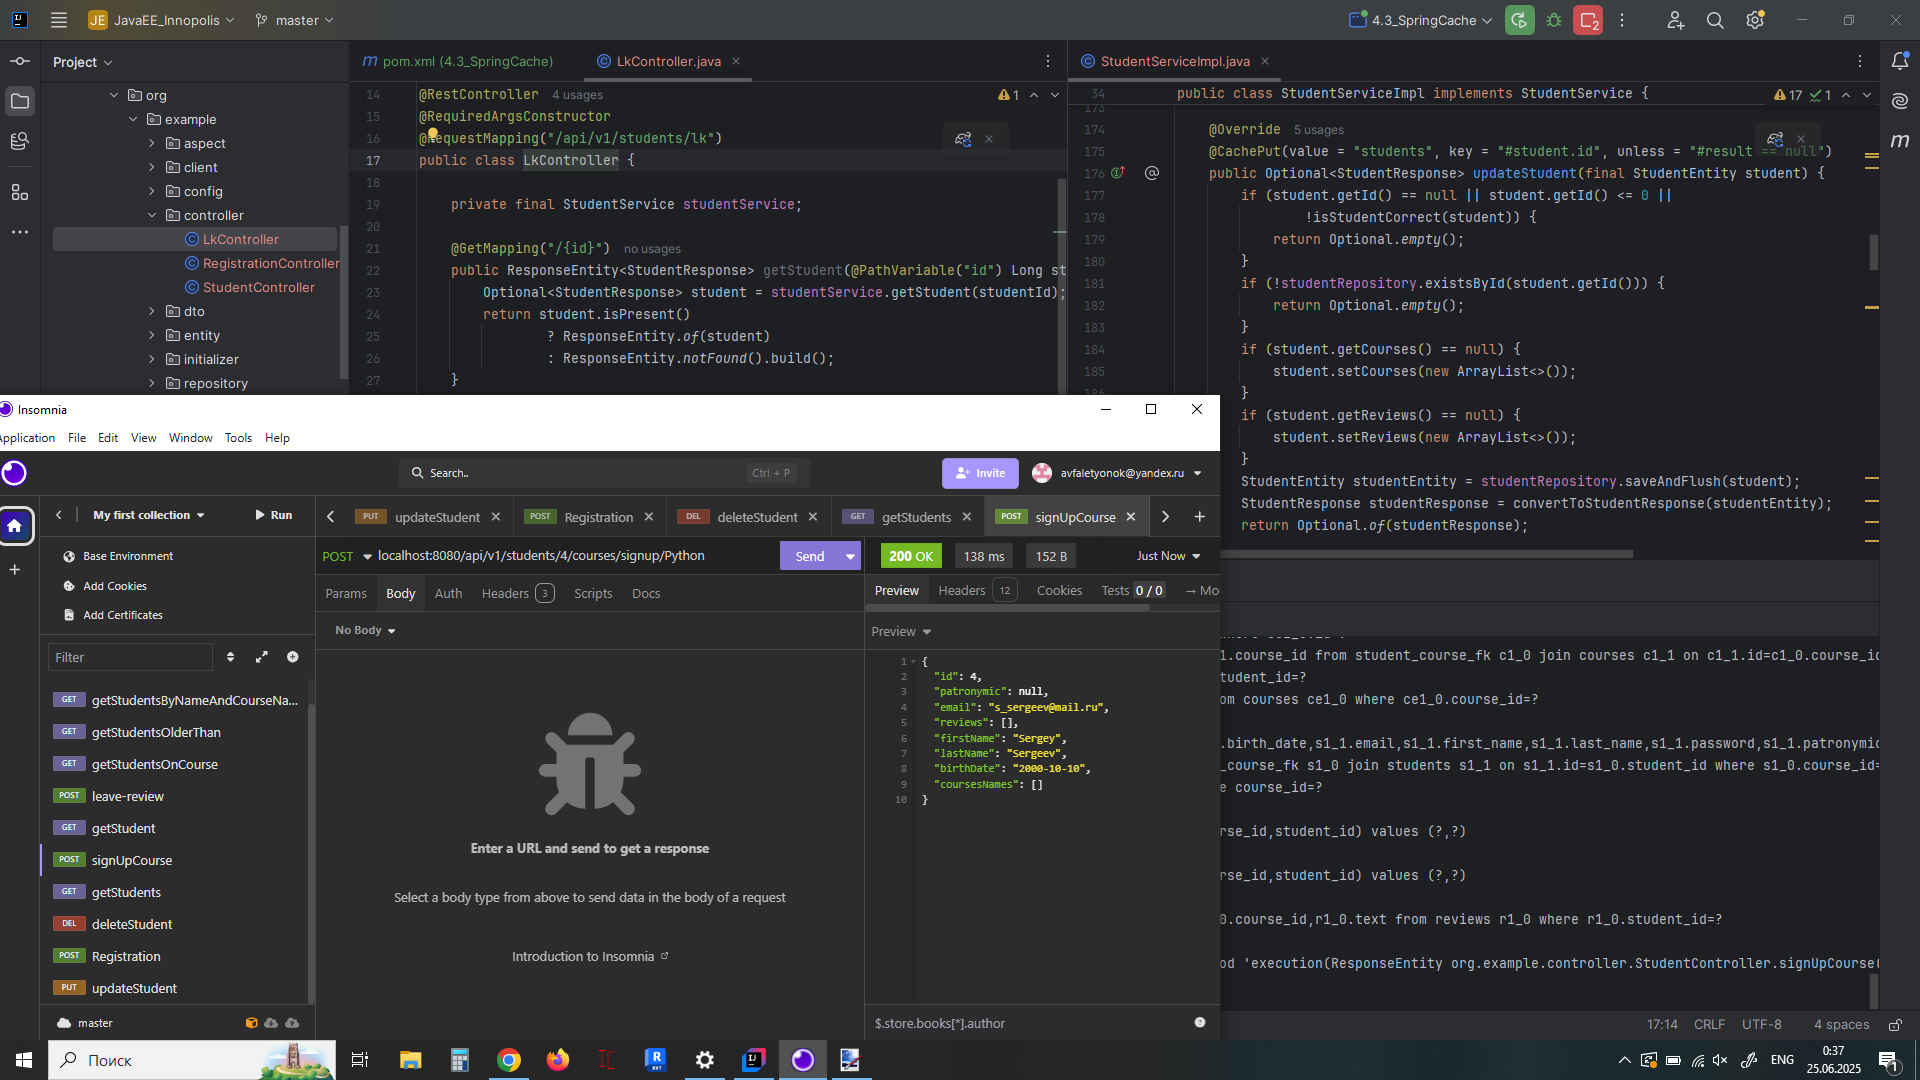 JE JavaEE_Innopolis master 4.3_SpringCache 2
Project
m pom.xml (4.3_SpringCache) LkController.java
StudentServiceImpl.java
org
example
aspect
client
config
controller
LkController
RegistrationController
StudentController
dto
entity
initializer
repository
14 @RestController 4 usages 1
15 @RequiredArgsConstructor
16 @RequestMapping("/api/v1/students/lk")
17 public class LkController {
18
19 private final StudentService studentService;
20
21 @GetMapping("/{id}") no usages
22 public ResponseEntity<StudentResponse> getStudent(@PathVariable("id") Long st
23 Optional<StudentResponse> student = studentService.getStudent(studentId);
24 return student.isPresent()
25 ? ResponseEntity.of(student)
26 : ResponseEntity.notFound().build();
27 }
34 public class StudentServiceImpl implements StudentService { 17 1
173
174 @Override 5 usages
175 @CachePut(value = "students", key = "#student.id", unless = "#result == null")
176 public Optional<StudentResponse> updateStudent(final StudentEntity student) {
177 if (student.getId() == null || student.getId() <= 0 ||
178 !isStudentCorrect(student)) {
179 return Optional.empty();
180 }
181 if (!studentRepository.existsById(student.getId())) {
182 return Optional.empty();
183 }
184 if (student.getCourses() == null) {
185 student.setCourses(new ArrayList<>());
}
if (student.getReviews() == null) {
student.setReviews(new ArrayList<>());
}
StudentEntity studentEntity = studentRepository.saveAndFlush(student);
StudentResponse studentResponse = convertToStudentResponse(studentEntity);
return Optional.of(studentResponse);
Insomnia
Application File Edit View Window Tools Help
Search.. Ctrl + P Invite avfaletyonok@yandex.ru
My first collection Run
PUT updateStudent POST Registration DEL deleteStudent GET getStudents POST signUpCourse
POST localhost:8080/api/v1/students/4/courses/signup/Python Send
200 OK 138 ms 152 B Just Now
Params Body Auth Headers 3 Scripts Docs
Preview Headers 12 Cookies Tests 0 / 0 → Mo
No Body
Preview
Base Environment
Add Cookies
Add Certificates
Filter
GET getStudentsByNameAndCourseNa...
GET getStudentsOlderThan
GET getStudentsOnCourse
POST leave-review
GET getStudent
POST signUpCourse
GET getStudents
DEL deleteStudent
POST Registration
PUT updateStudent
master
Enter a URL and send to get a response
Select a body type from above to send data in the body of a request
Introduction to Insomnia
1 {
2 "id": 4,
3 "patronymic": null,
4 "email": "s_sergeev@mail.ru",
5 "reviews": [],
6 "firstName": "Sergey",
7 "lastName": "Sergeev",
8 "birthDate": "2000-10-10",
9 "coursesNames": []
10 }
$.store.books[*].author
1.course_id from student_course_fk c1_0 join courses c1_1 on c1_1.id=c1_0.course_id
tudent_id=?
om courses ce1_0 where ce1_0.course_id=?
.birth_date,s1_1.email,s1_1.first_name,s1_1.last_name,s1_1.password,s1_1.patronymic
_course_fk s1_0 join students s1_1 on s1_1.id=s1_0.student_id where s1_0.course_id=
e course_id=?
rse_id,student_id) values (?,?)
rse_id,student_id) values (?,?)
0.course_id,r1_0.text from reviews r1_0 where r1_0.student_id=?
od 'execution(ResponseEntity org.example.controller.StudentController.signUpCourse(
17:14 CRLF UTF-8 4 spaces
Поиск
ENG
0:37
25.06.2025
1